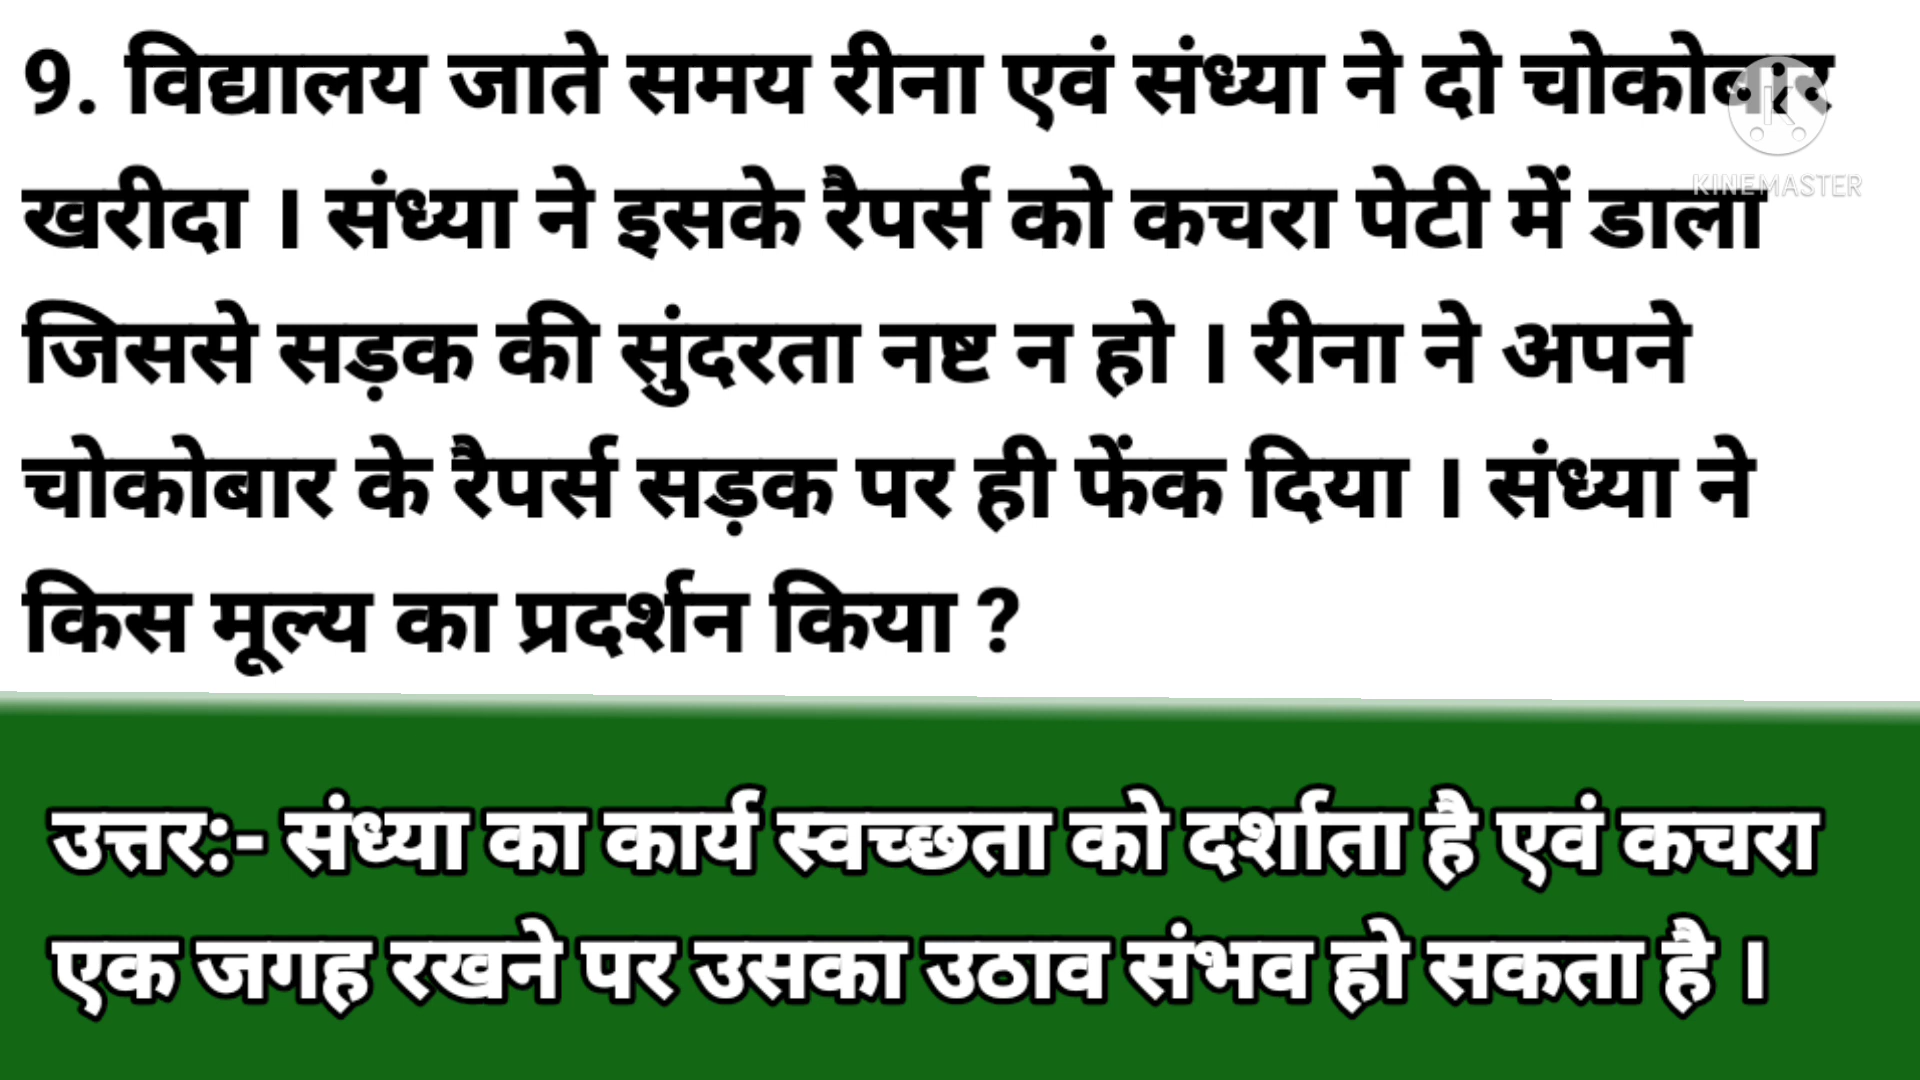 9. विद्यालय जाते समय रीना एवं संध्या ने दो चोकोबार
खरीदा । संध्या ने इसके रैपर्स को कचरा पेटी में डाला
जिससे सड़क की सुंदरता नष्ट न हो । रीना ने अपने
चोकोबार के रैपर्स सड़क पर ही फेंक दिया । संध्या ने
किस मूल्य का प्रदर्शन किया ?
उत्तर:- संध्या का कार्य स्वच्छता को दर्शाता है एवं कचरा
एक जगह रखने पर उसका उठाव संभव हो सकता है ।
K
KINEMASTER